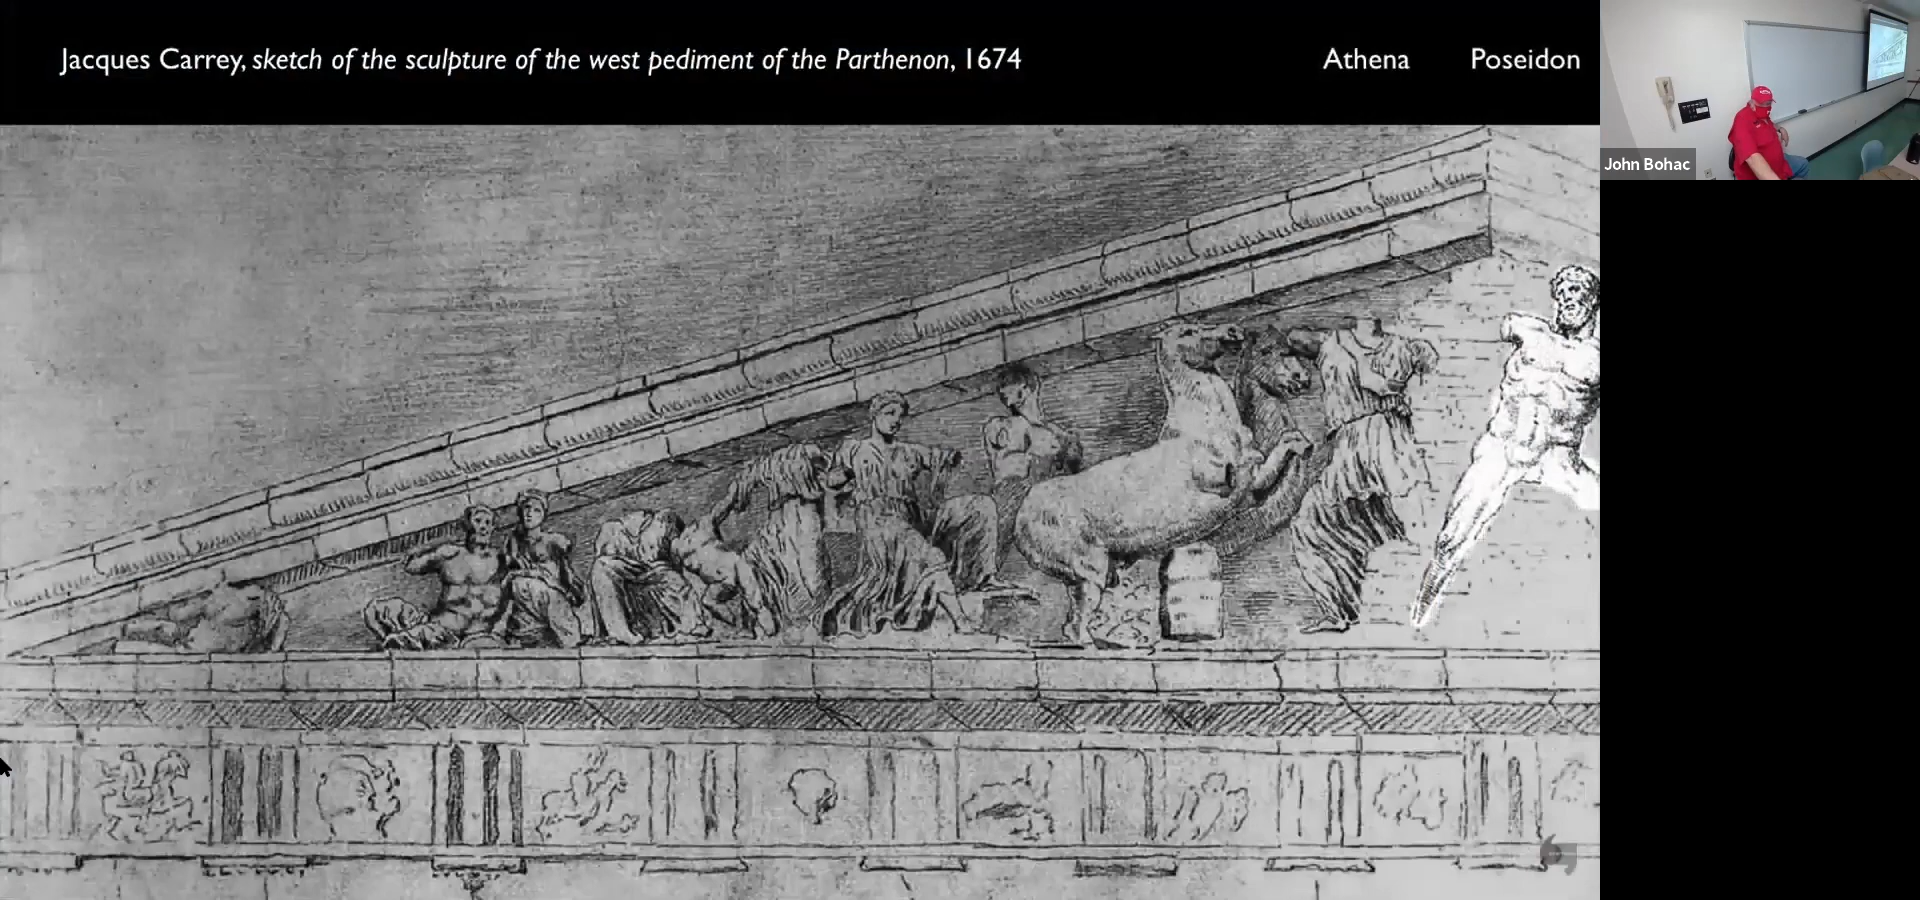 Jacques Carrey, sketch of the sculpture of the west pediment of the Parthenon, 1674
Athena
Poseidon
John Bohac